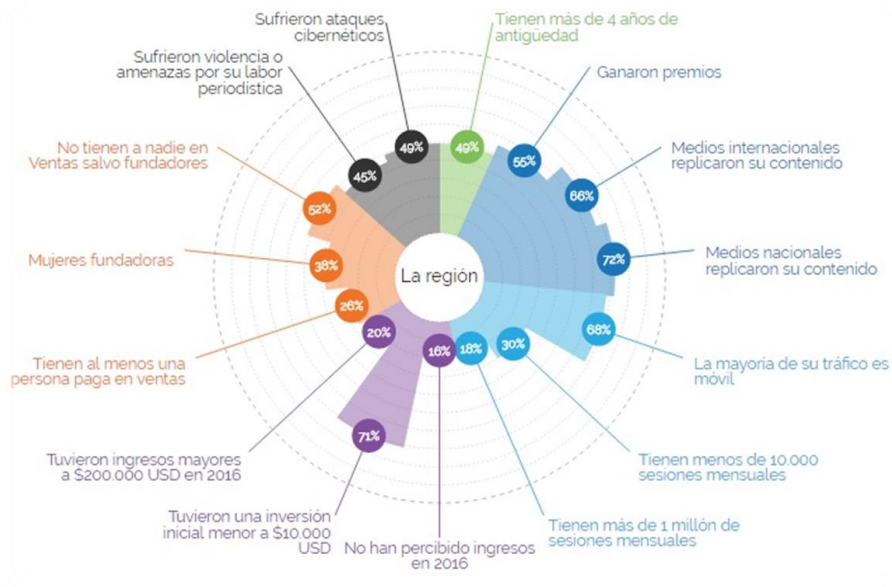 Sufrieron ataques
cibernéticos
49%
Tienen más de 4 años de
antigüedad
49%
Ganaron premios
55%
Medios internacionales
replicaron su contenido
66%
Medios nacionales
replicaron su contenido
72%
La mayoría de su tráfico es
móvil
68%
Tienen menos de 10.000
sesiones mensuales
30%
Tienen más de 1 millón de
sesiones mensuales
18%
No han percibido ingresos
en 2016
16%
Tuvieron una inversión
inicial menor a $10.000
USD
71%
Tuvieron ingresos mayores
a $200.000 USD en 2016
20%
Tienen al menos una
persona paga en ventas
26%
Mujeres fundadoras
38%
No tienen a nadie en
Ventas salvo fundadores
52%
Sufrieron violencia o
amenazas por su labor
periodística
45%
La región